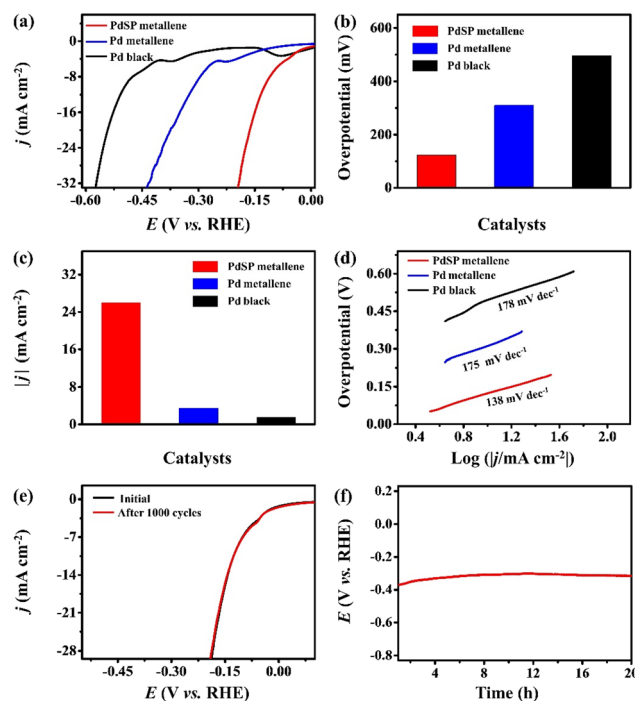 (a)
PdSP metallene
Pd metallene
Pd black
j (mA cm-2)
0
-8
-16
-24
-32
-0.60 -0.45 -0.30 -0.15 0.00
E (V vs. RHE)
(b)
PdSP metallene
Pd metallene
Pd black
Overpotential (mV)
600
400
200
0
Catalysts
(c)
PdSP metallene
Pd metallene
Pd black
|j| (mA cm-2)
32
24
16
8
0
Catalysts
(d)
PdSP metallene
Pd metallene
Pd black
Overpotential (V)
0.60
0.45
0.30
0.15
0.00
178 mV dec-1
175 mV dec-1
138 mV dec-1
0.4 0.8 1.2 1.6 2.0
Log (|j/mA cm-2|)
(e)
Initial
After 1000 cycles
j (mA cm-2)
0
-7
-14
-21
-28
-0.45 -0.30 -0.15 0.00
E (V vs. RHE)
(f)
E (V vs. RHE)
0.2
0.0
-0.2
-0.4
-0.6
-0.8
4 8 12 16 20
Time (h)